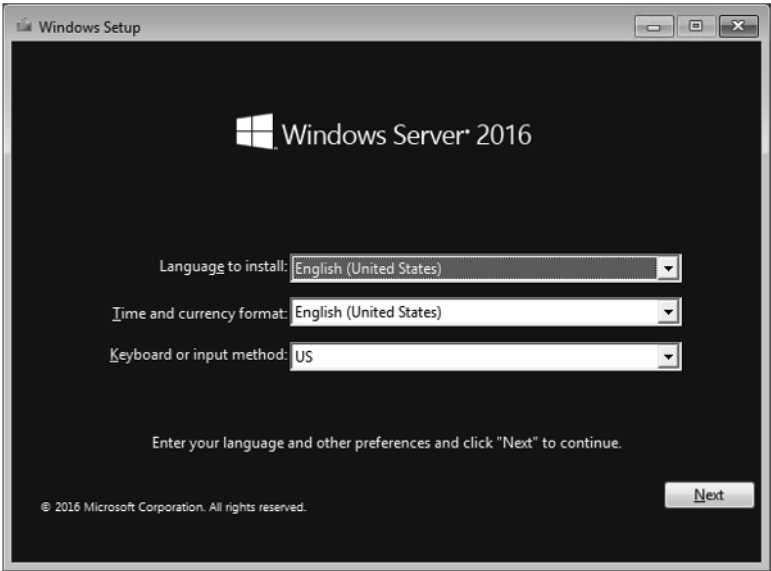 Windows Setup
Windows Server® 2016
Language to install: English (United States)
Time and currency format: English (United States)
Keyboard or input method: US
Enter your language and other preferences and click "Next" to continue.
Next
© 2016 Microsoft Corporation. All rights reserved.